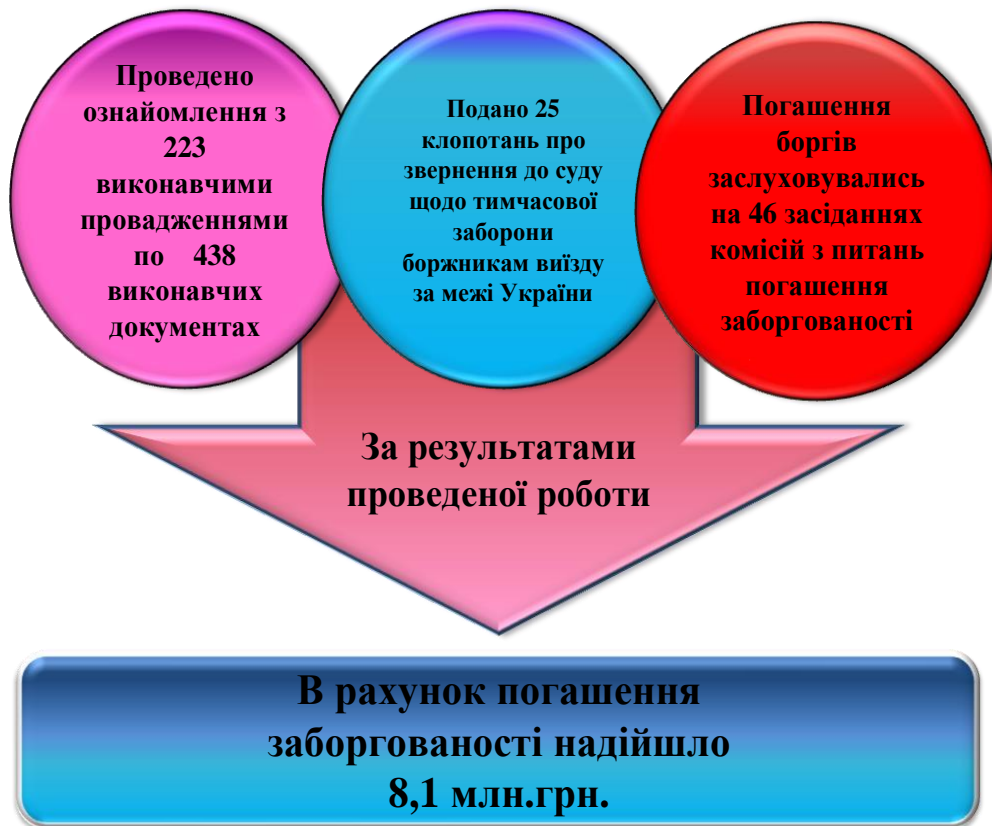 Проведено
ознайомлення з
223
виконавчими
провадженнями
по 438
виконавчих
документах
Подано 25
клопотань про
звернення до суду
щодо тимчасової
заборони
боржникам виїзду
за межі України
Погашення
боргів
заслуховувались
на 46 засіданнях
комісій з питань
погашення
заборгованості
За результатами
проведеної роботи
В рахунок погашення
заборгованості надійшло
8,1 млн.грн.